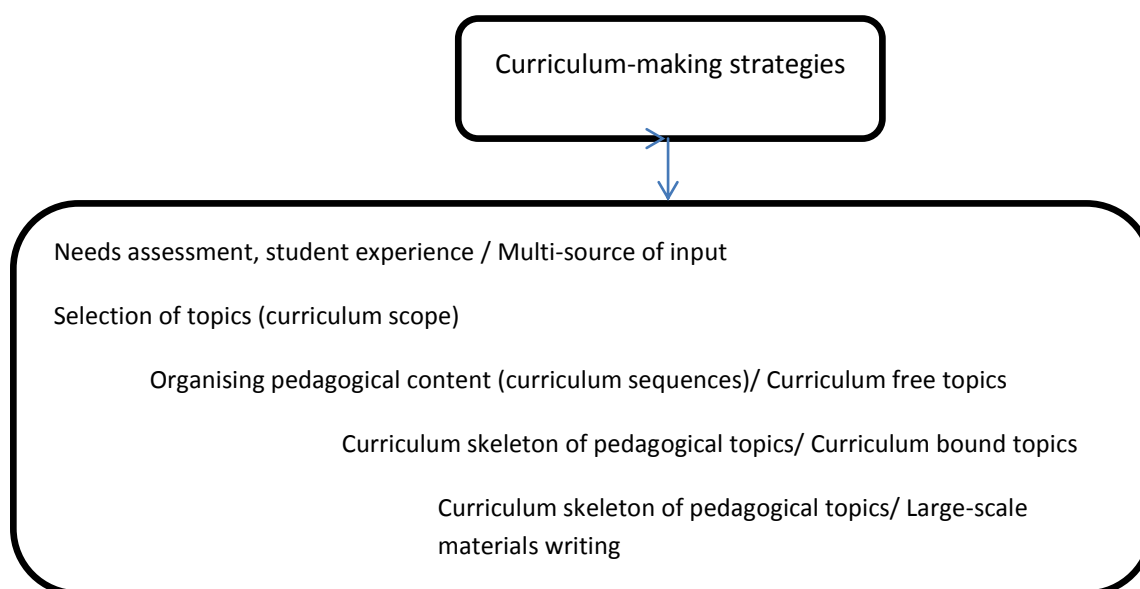 Curriculum-making strategies
Needs assessment, student experience / Multi-source of input
Selection of topics (curriculum scope)
Organising pedagogical content (curriculum sequences)/ Curriculum free topics
Curriculum skeleton of pedagogical topics/ Curriculum bound topics
Curriculum skeleton of pedagogical topics/ Large-scale
materials writing